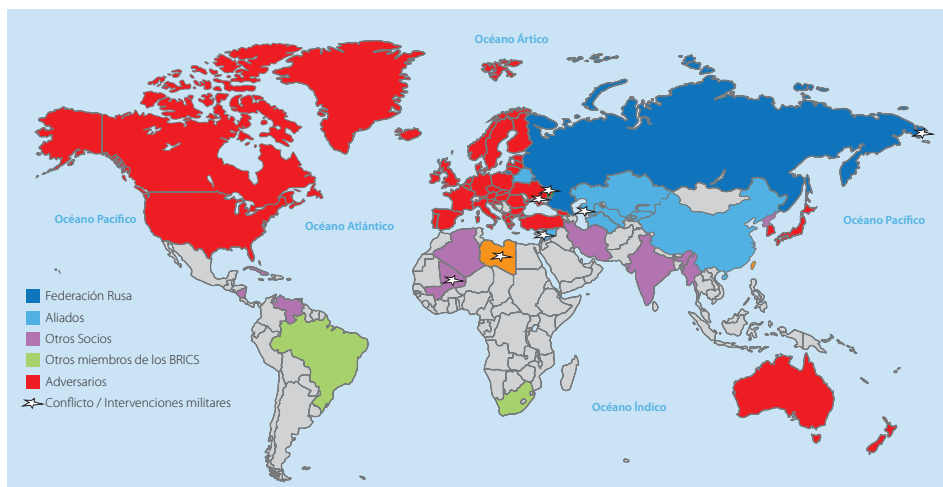 Océano Ártico
Océano Pacífico
Océano Atlántico
Océano Pacífico
Federación Rusa
Aliados
Otros Socios
Otros miembros de los BRICS
Adversarios
Conflicto / Intervenciones militares
Océano Índico